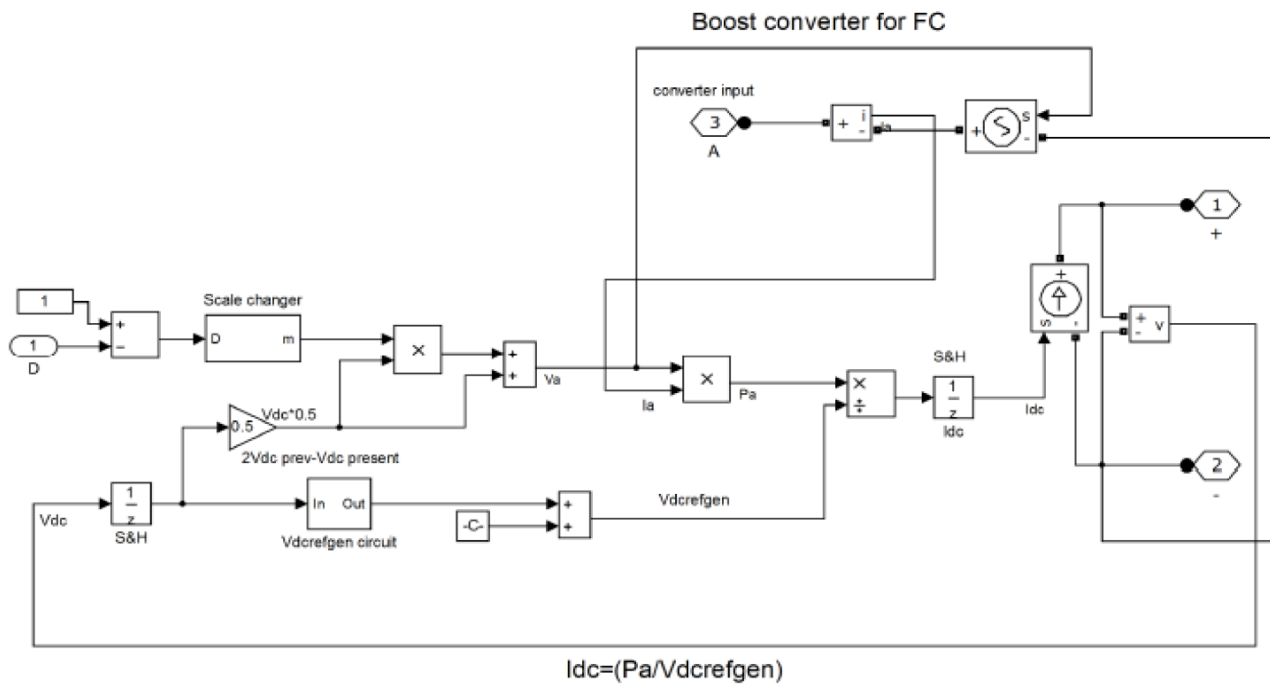 Boost converter for FC
converter input
3
A
+
i
-
Ia
+
s
-
1
+
+
s
-
+
-
v
1
Scale changer
+
-
D
m
1
D
×
+
+
Va
Ia
×
Pa
×
÷
S&H
1
z
Idc
Idc
0.5
Vdc*0.5
2Vdc prev-Vdc present
2
-
Vdc
1
z
S&H
In
Out
Vdcrefgen circuit
-C-
+
+
Vdcrefgen
Idc=(Pa/Vdcrefgen)